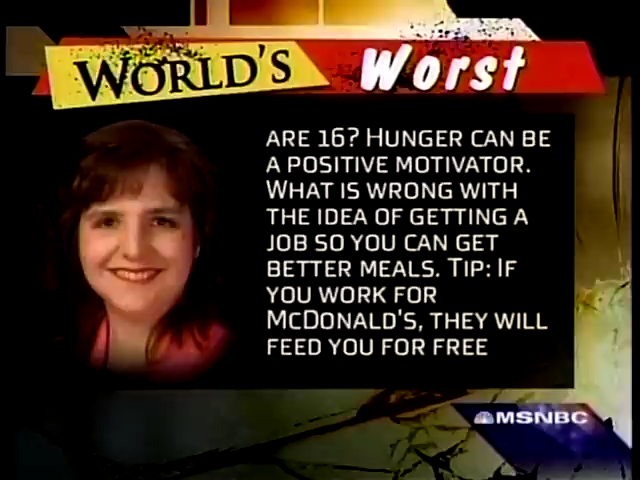 WORLD'S Worst
ARE 16? HUNGER CAN BE
A POSITIVE MOTIVATOR.
WHAT IS WRONG WITH
THE IDEA OF GETTING A
JOB SO YOU CAN GET
BETTER MEALS. TIP: IF
YOU WORK FOR
MCDONALD'S, THEY WILL
FEED YOU FOR FREE
MSNBC